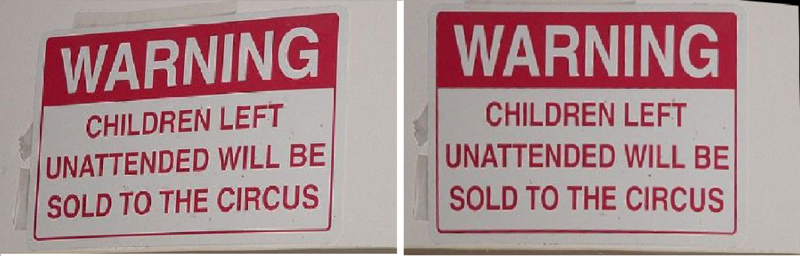 WARNING
CHILDREN LEFT
UNATTENDED WILL BE
SOLD TO THE CIRCUS
WARNING
CHILDREN LEFT
UNATTENDED WILL BE
SOLD TO THE CIRCUS